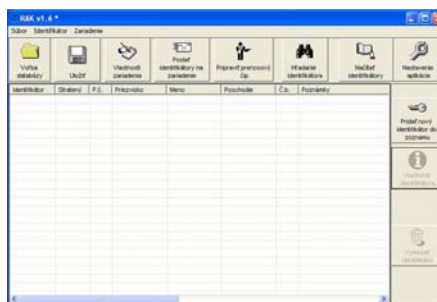 RAK v1.6 *
Súbor Identifikátor Zariadenie
Voľba databázy
Uložiť
Vlastnosti zariadenia
Poslať identifikátory na zariadenie
Pripraviť prenosový čip
Hľadanie identifikátora
Načítať identifikátory
Nastavenie aplikácie
Identifikátor Stratený P.č. Priezvisko Meno Poschodie Č.b. Poznámky
Pridať nový identifikátor do zoznamu
Vlastnosti identifikátora
Vymazať identifikátor